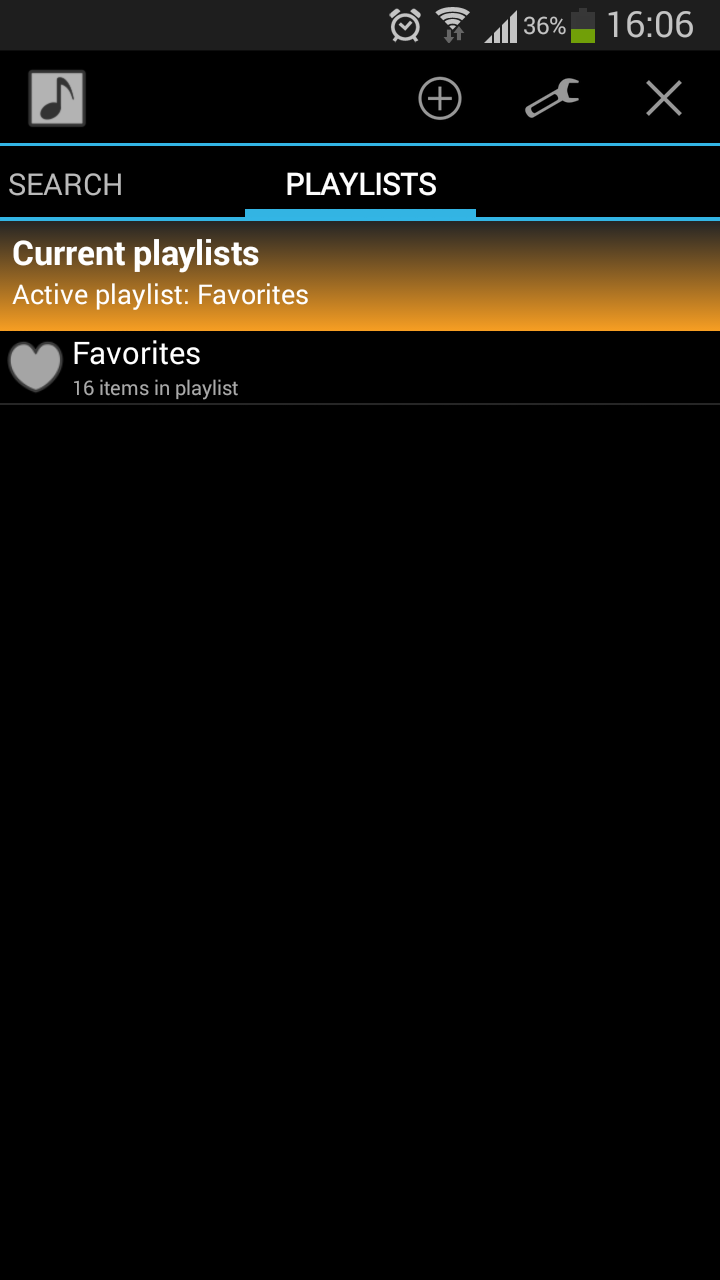 36% 16:06
SEARCH PLAYLISTS
Current playlists
Active playlist: Favorites
Favorites
16 items in playlist